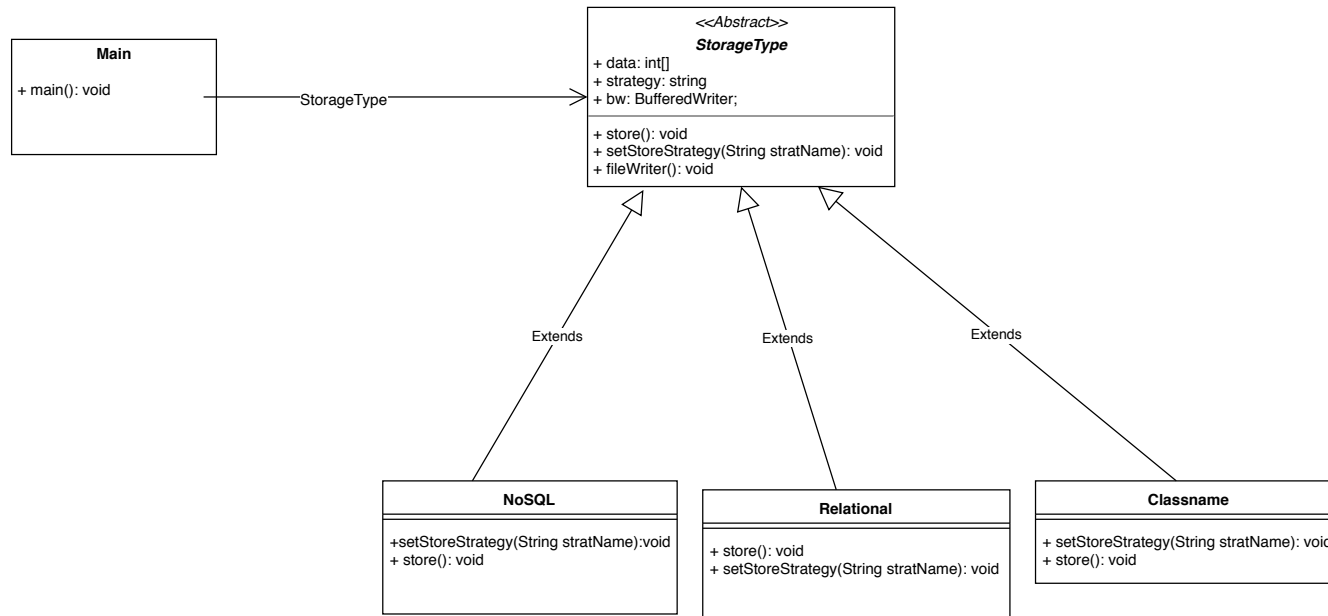 Main
+ main(): void
StorageType
<<Abstract>>
StorageType
+ data: int[]
+ strategy: string
+ bw: BufferedWriter;
+ store(): void
+ setStoreStrategy(String stratName): void
+ fileWriter(): void
Extends
Extends
Extends
NoSQL
+setStoreStrategy(String stratName):void
+ store(): void
Relational
+ store(): void
+ setStoreStrategy(String stratName): void
Classname
+ setStoreStrategy(String stratName): void
+ store(): void